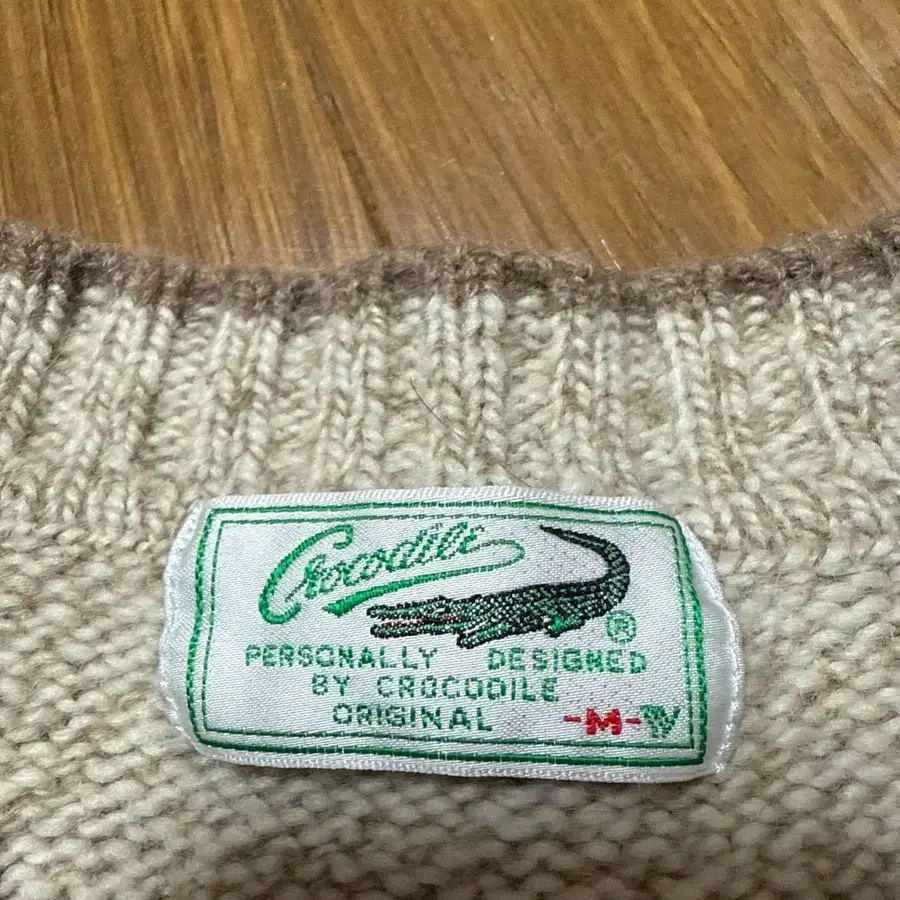 Crocodile
®
PERSONALLY DESIGNED
BY CROCODILE
ORIGINAL -M-